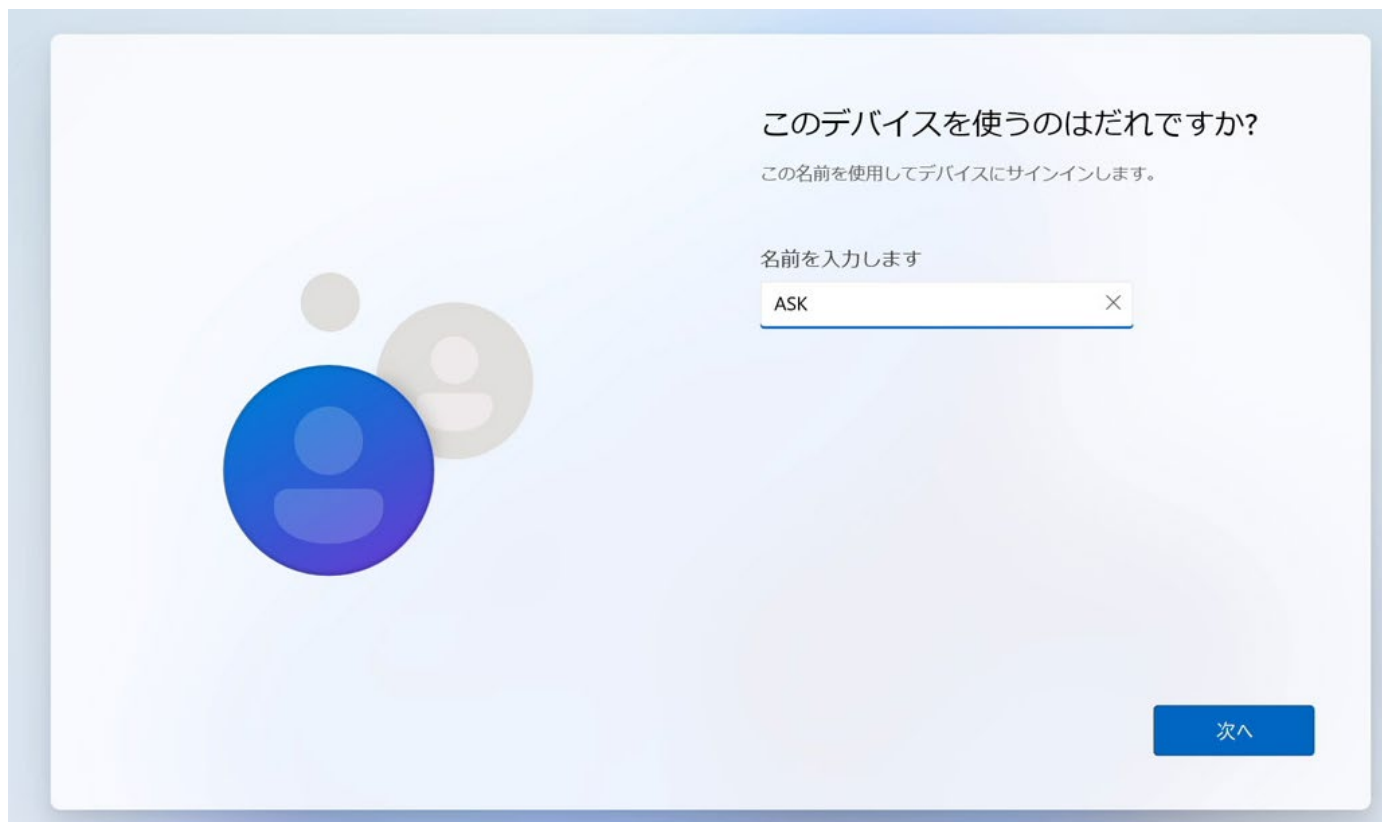 このデバイスを使うのはだれですか?
この名前を使用してデバイスにサインインします。
名前を入力します
ASK
次へ